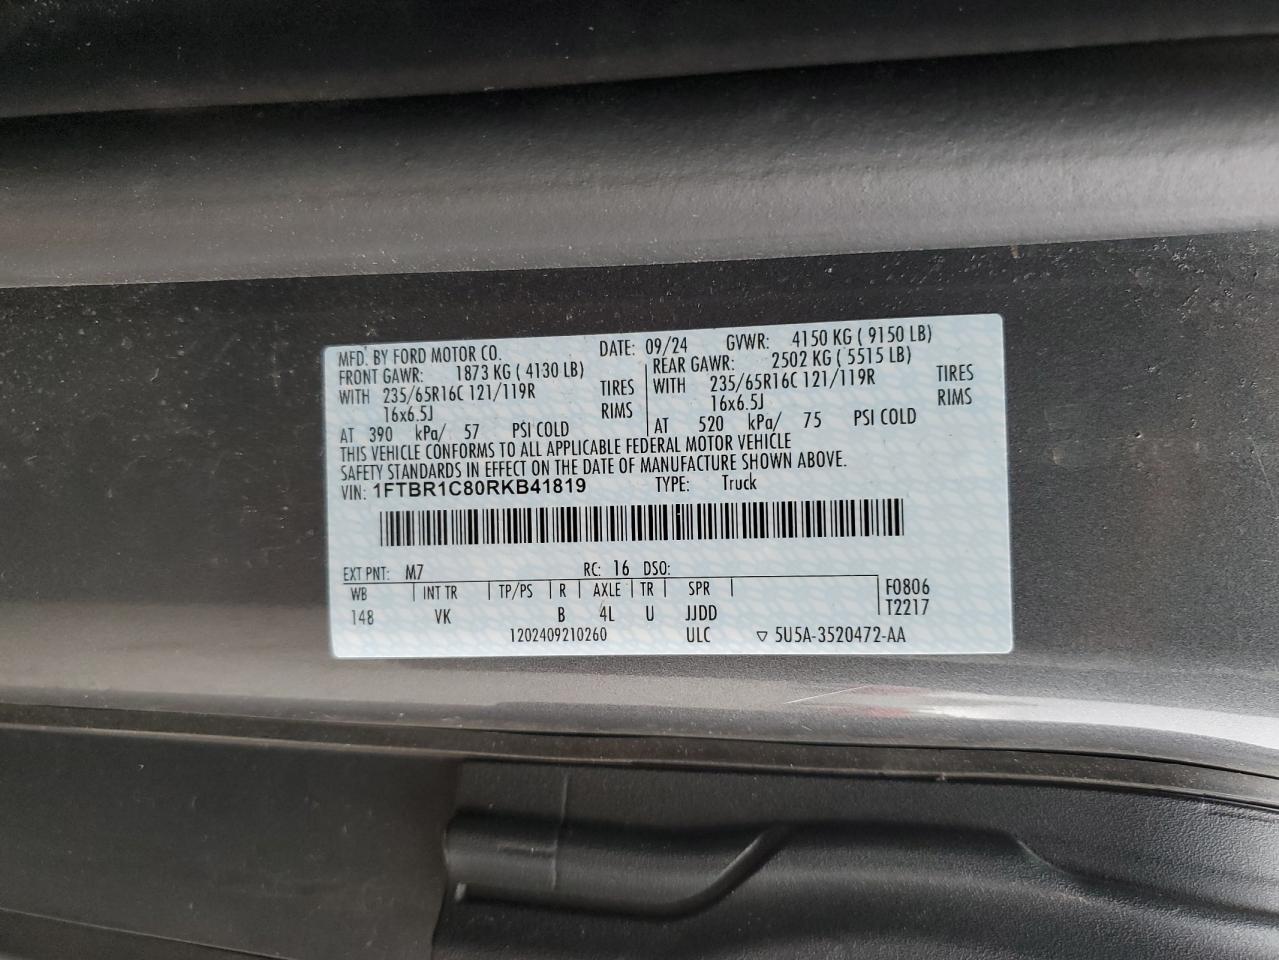 MFD. BY FORD MOTOR CO. DATE: 09/24 GVWR: 4150 KG ( 9150 LB)
FRONT GAWR: 1873 KG ( 4130 LB) REAR GAWR: 2502 KG ( 5515 LB)
WITH 235/65R16C 121/119R TIRES WITH 235/65R16C 121/119R TIRES
16x6.5J RIMS 16x6.5J RIMS
AT 390 kPa/ 57 PSI COLD AT 520 kPa/ 75 PSI COLD
THIS VEHICLE CONFORMS TO ALL APPLICABLE FEDERAL MOTOR VEHICLE
SAFETY STANDARDS IN EFFECT ON THE DATE OF MANUFACTURE SHOWN ABOVE.
VIN: 1FTBR1C80RKB41819 TYPE: Truck
EXT PNT: M7 RC: 16 DSO:
WB INT TR TP/PS R AXLE TR SPR F0806
148 VK B 4L U JJDD T2217
1202409210260 ULC ▽ 5U5A-3520472-AA